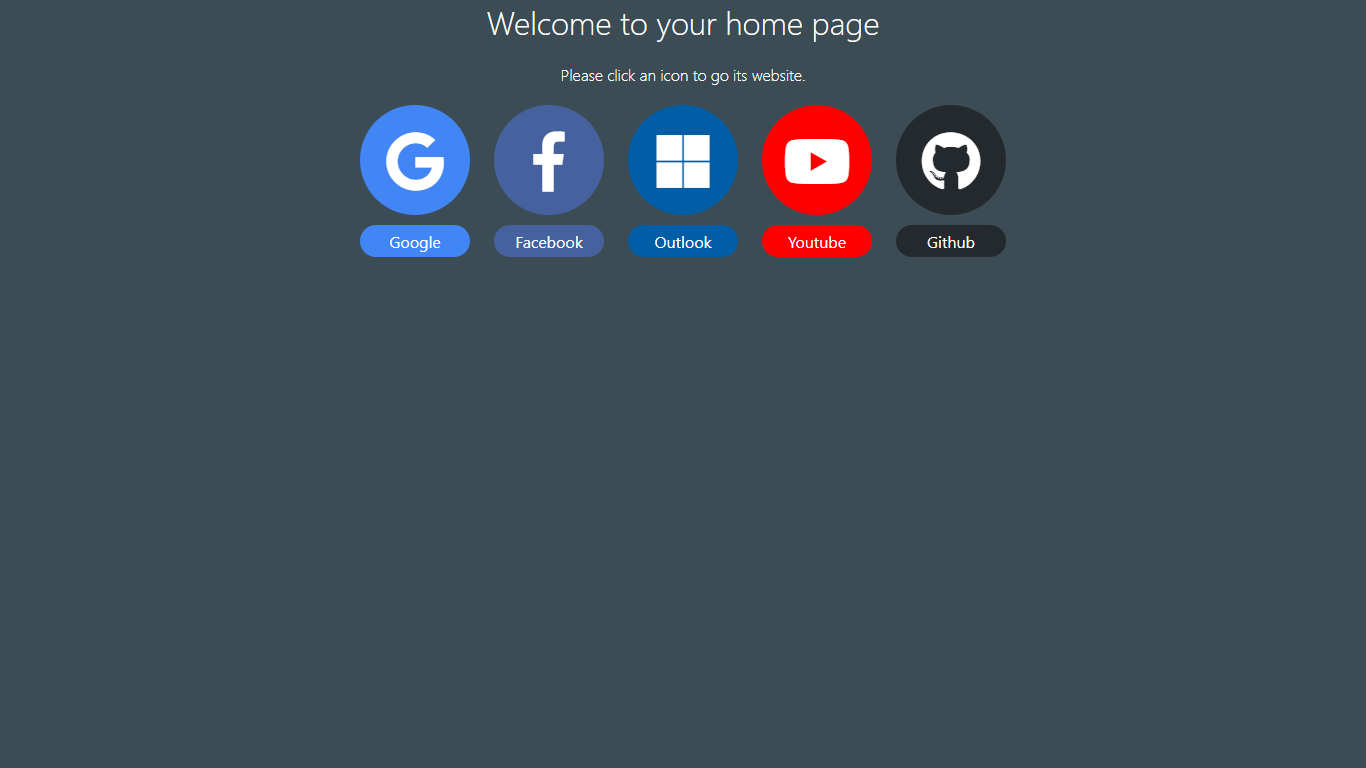 Welcome to your home page
Please click an icon to go its website.
Google
Facebook
Outlook
Youtube
Github